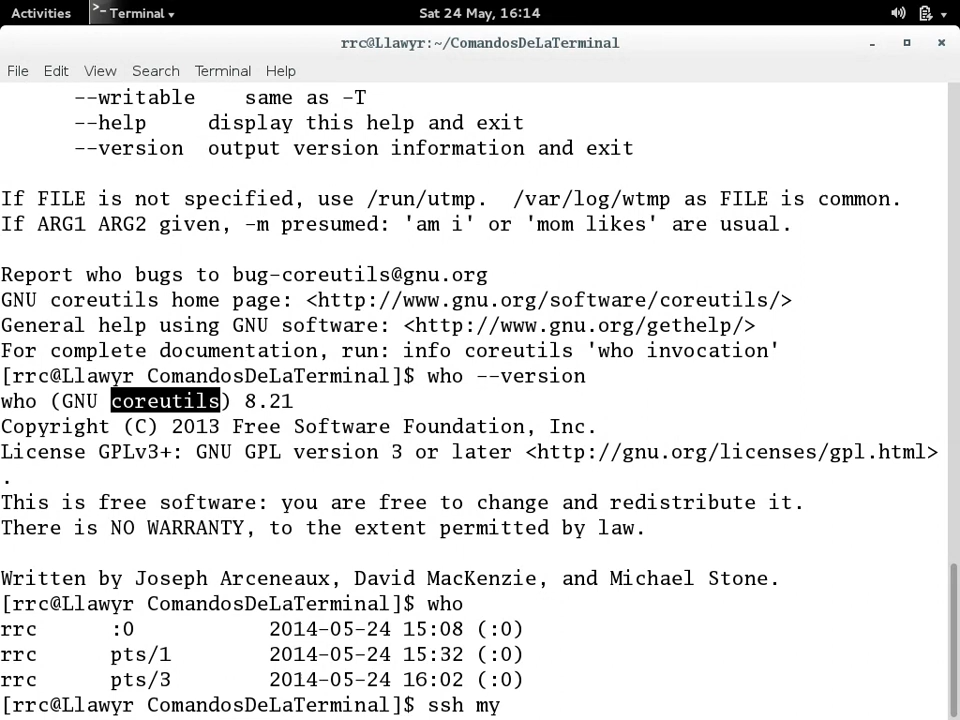 Activities
>_ Terminal
Sat 24 May, 16:14
rrc@Llawyr:~/ComandosDeLaTerminal
File Edit View Search Terminal Help
--writable    same as -T
--help     display this help and exit
--version  output version information and exit
If FILE is not specified, use /run/utmp.  /var/log/wtmp as FILE is common.
If ARG1 ARG2 given, -m presumed: 'am i' or 'mom likes' are usual.
Report who bugs to bug-coreutils@gnu.org
GNU coreutils home page: <http://www.gnu.org/software/coreutils/>
General help using GNU software: <http://www.gnu.org/gethelp/>
For complete documentation, run: info coreutils 'who invocation'
[rrc@Llawyr ComandosDeLaTerminal]$ who --version
who (GNU coreutils) 8.21
Copyright (C) 2013 Free Software Foundation, Inc.
License GPLv3+: GNU GPL version 3 or later <http://gnu.org/licenses/gpl.html>
.
This is free software: you are free to change and redistribute it.
There is NO WARRANTY, to the extent permitted by law.
Written by Joseph Arceneaux, David MacKenzie, and Michael Stone.
[rrc@Llawyr ComandosDeLaTerminal]$ who
rrc      :0           2014-05-24 15:08 (:0)
rrc      pts/1        2014-05-24 15:32 (:0)
rrc      pts/3        2014-05-24 16:02 (:0)
[rrc@Llawyr ComandosDeLaTerminal]$ ssh my